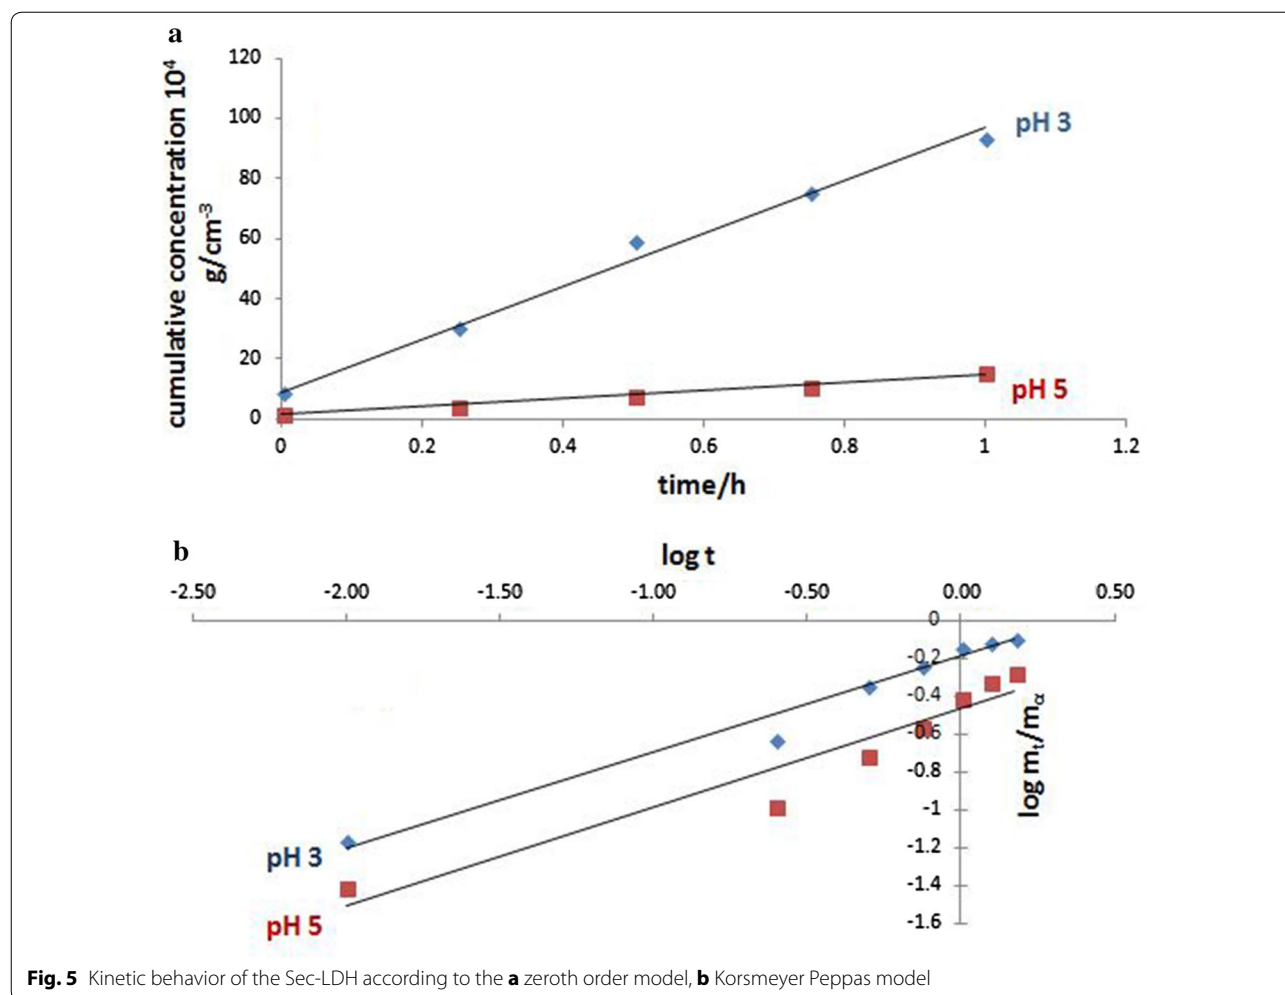 a
120
100
80
60
40
20
0
cumulative concentration 10⁴
g/cm⁻³
pH 3
pH 5
0 0.2 0.4 0.6 0.8 1 1.2
time/h
b
log t
-2.50 -2.00 -1.50 -1.00 -0.50 0.00 0.50
0
-0.2
-0.4
-0.6
-0.8
-1
-1.2
-1.4
-1.6
log mₜ/mα
pH 3
pH 5
Fig. 5 Kinetic behavior of the Sec-LDH according to the a zeroth order model, b Korsmeyer Peppas model